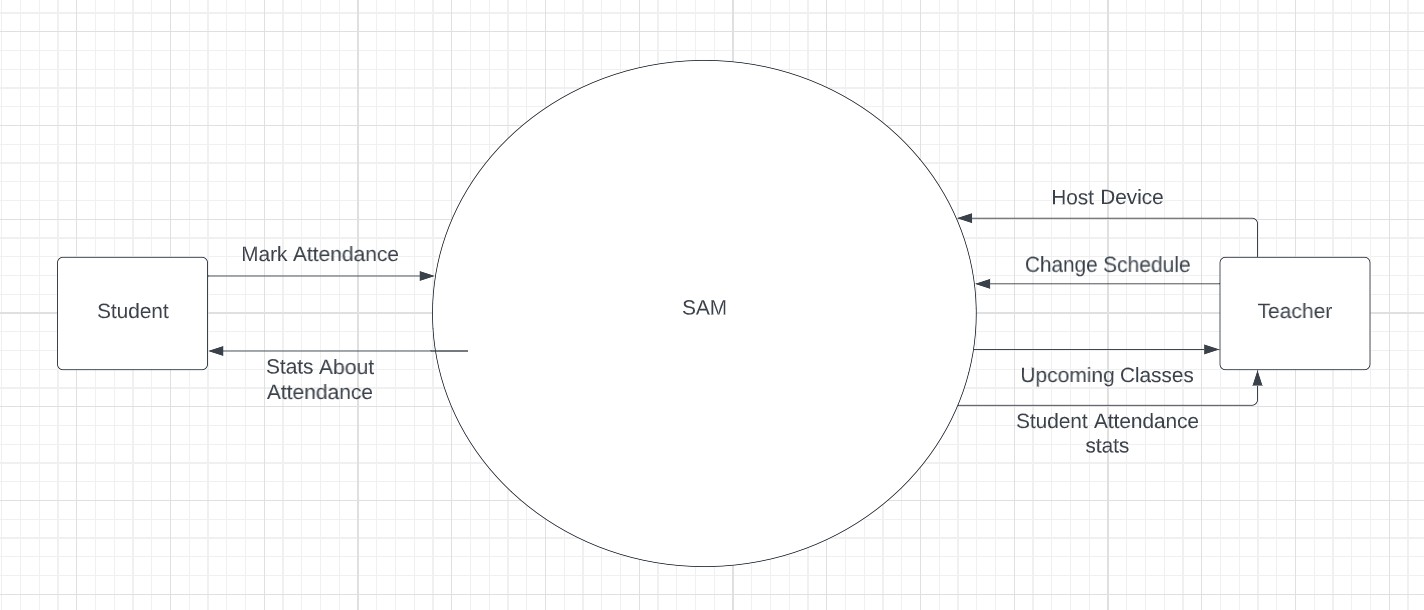 Student
Mark Attendance
Stats About
Attendance
SAM
Host Device
Change Schedule
Teacher
Upcoming Classes
Student Attendance
stats